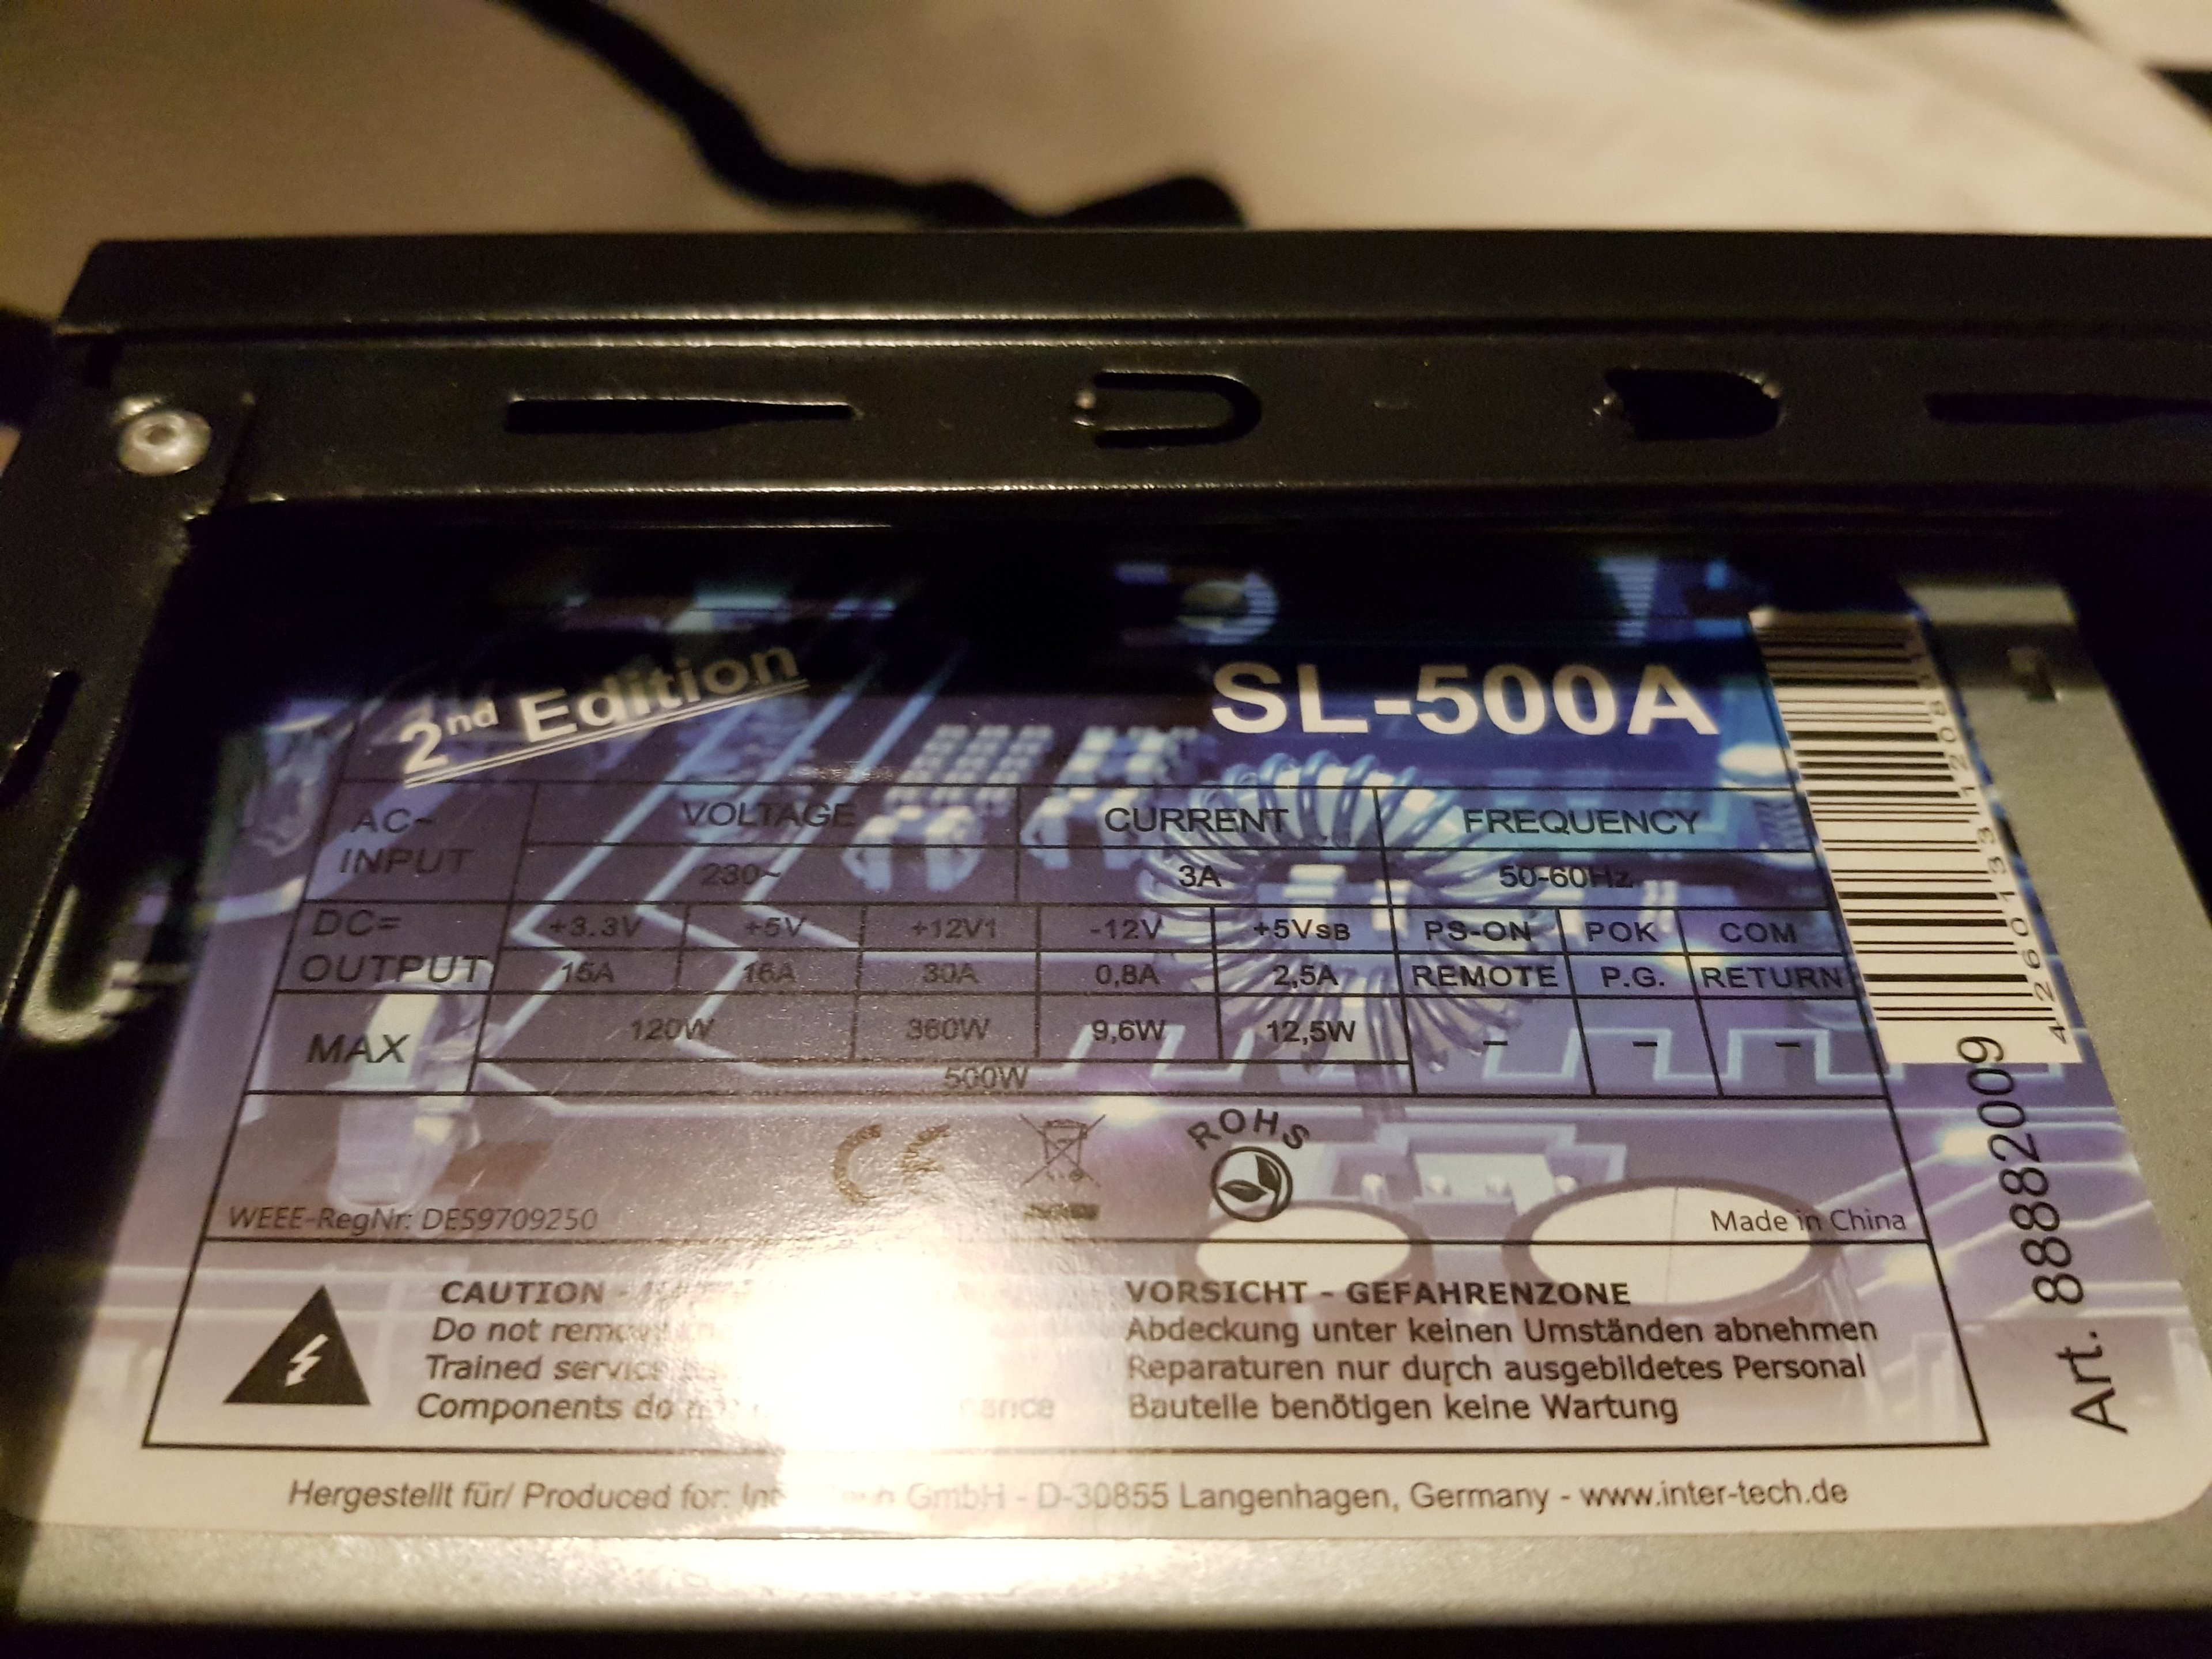 2nd Edition
SL-500A
AC~ INPUT
VOLTAGE CURRENT FREQUENCY
230~ 3A 50-60Hz
DC= OUTPUT
+3.3V +5V +12V1 -12V +5VSB PS-ON POK COM
15A 16A 30A 0,8A 2,5A REMOTE P.G. RETURN
MAX 120W 360W 9,6W 12,5W – – –
500W
CE
ROHS
WEEE-RegNr: DE59709250
Made in China
CAUTION -
Do not remove
Trained service
Components do
VORSICHT - GEFAHRENZONE
Abdeckung unter keinen Umständen abnehmen
Reparaturen nur durch ausgebildetes Personal
Bauteile benötigen keine Wartung
Hergestellt für/ Produced for: GmbH - D-30855 Langenhagen, Germany - www.inter-tech.de
Art. 88882009